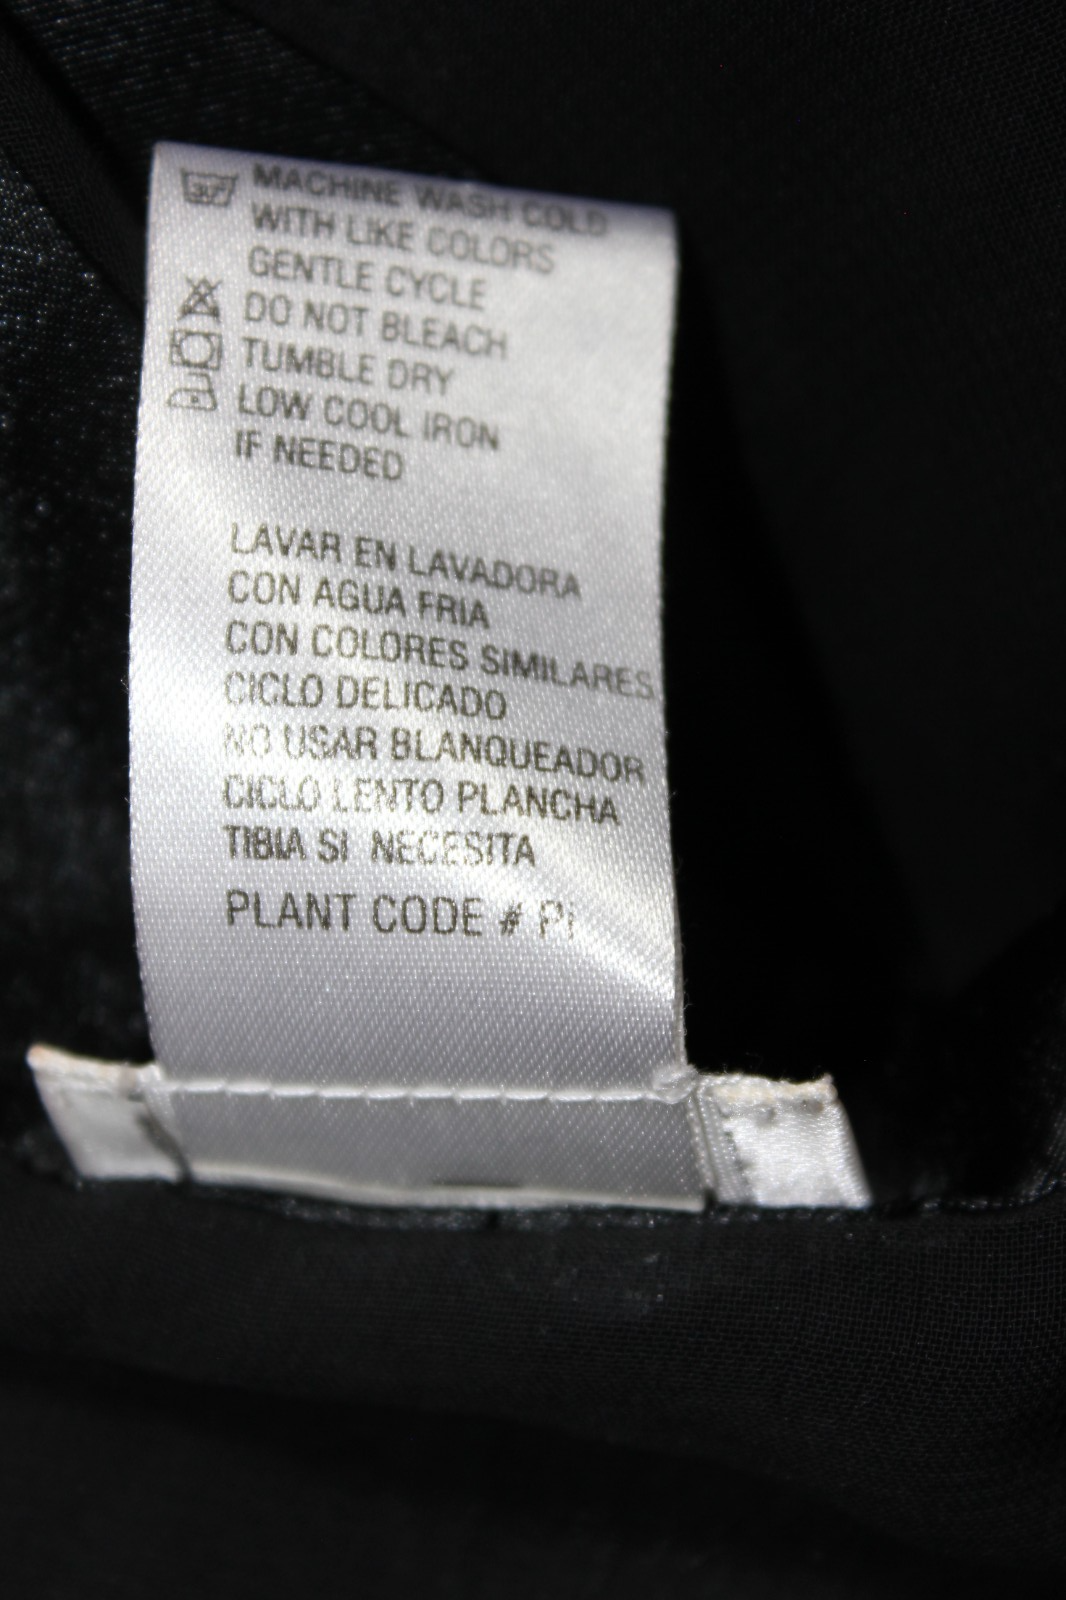 MACHINE WASH COLD
WITH LIKE COLORS
GENTLE CYCLE
DO NOT BLEACH
TUMBLE DRY
LOW COOL IRON
IF NEEDED
LAVAR EN LAVADORA
CON AGUA FRIA
CON COLORES SIMILARES
CICLO DELICADO
NO USAR BLANQUEADOR
CICLO LENTO PLANCHA
TIBIA SI NECESITA
PLANT CODE #